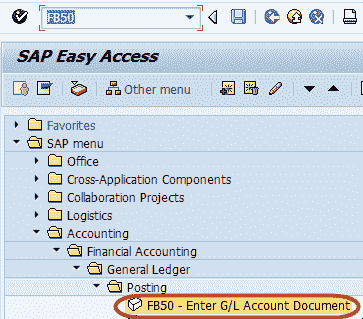 FB50
SAP Easy Access
Other menu
Favorites
SAP menu
Office
Cross-Application Components
Collaboration Projects
Logistics
Accounting
Financial Accounting
General Ledger
Posting
FB50 - Enter G/L Account Document